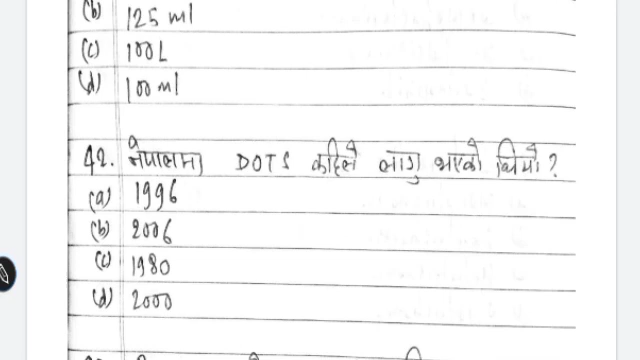 (b) 125 ml
(c) 100L
(d) 100 ml
42. नेपालमा DOTS कहिले लागु भएको थियो?
(a) 1996
(b) 2006
(c) 1980
(d) 2000